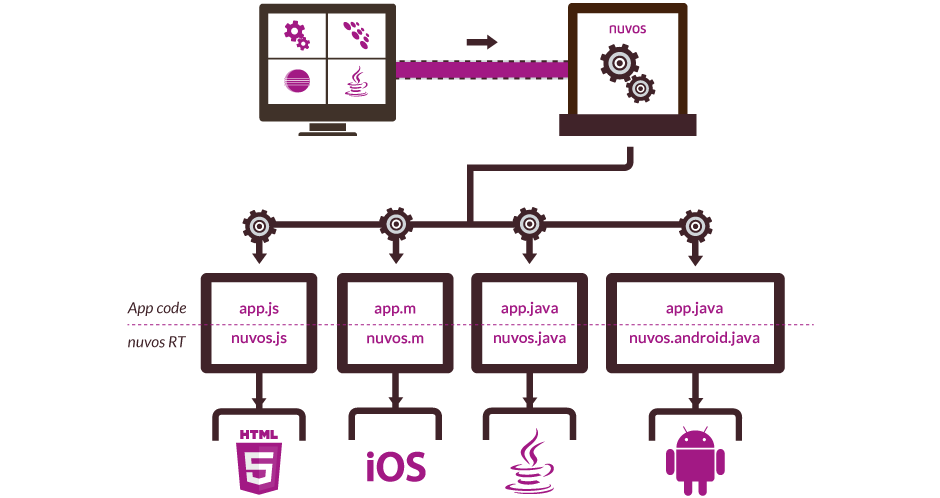 nuvos
App code
app.js
app.m
app.java
app.java
nuvos RT
nuvos.js
nuvos.m
nuvos.java
nuvos.android.java
HTML
5
iOS